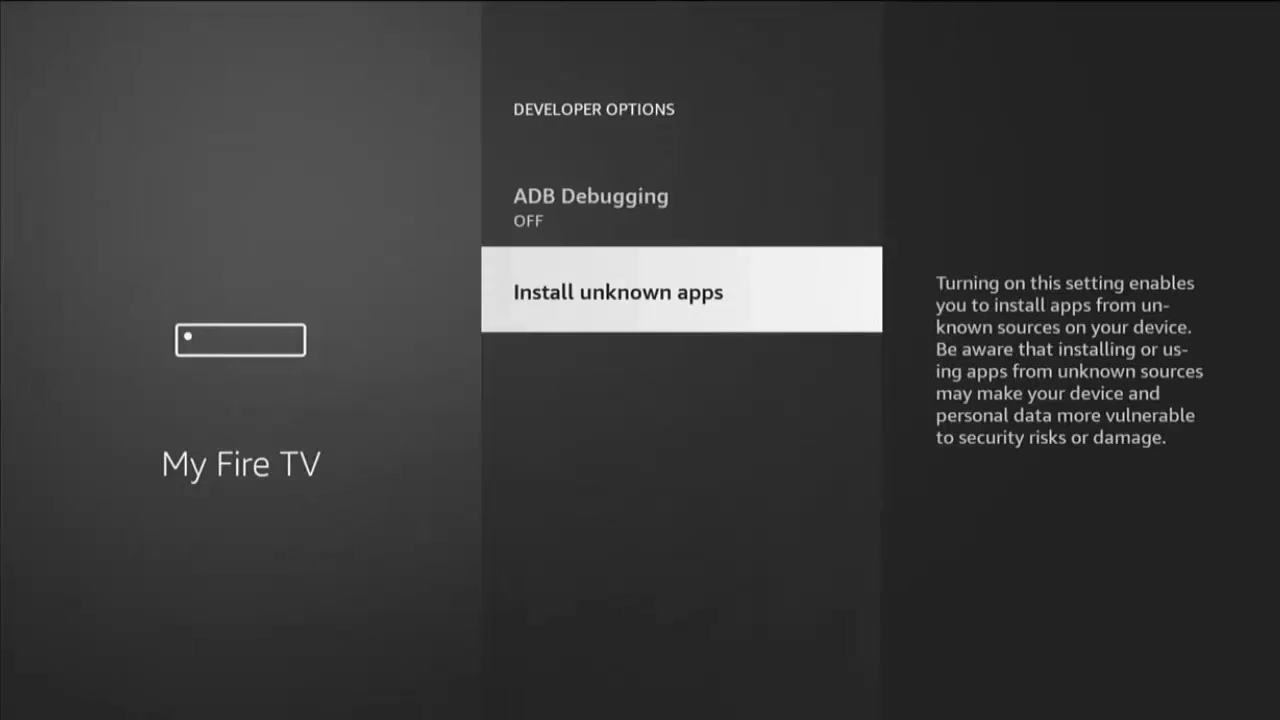 DEVELOPER OPTIONS
ADB Debugging
OFF
Install unknown apps
My Fire TV
Turning on this setting enables
you to install apps from un-
known sources on your device.
Be aware that installing or us-
ing apps from unknown sources
may make your device and
personal data more vulnerable
to security risks or damage.